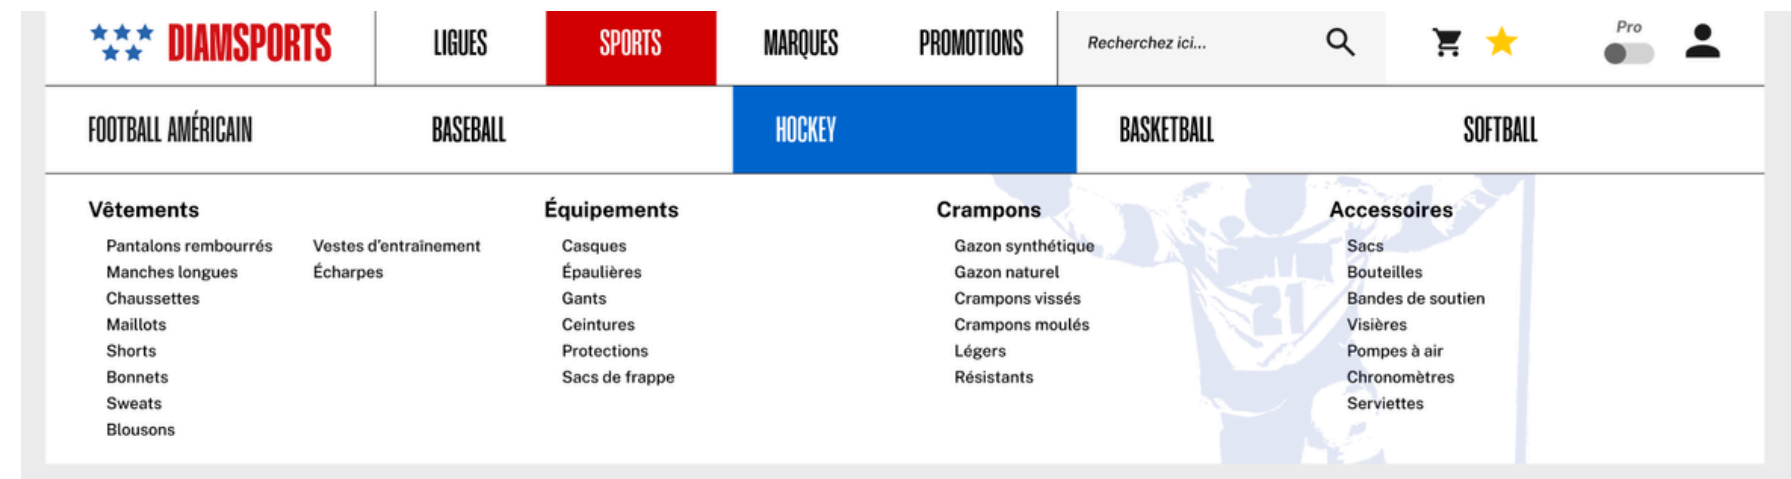 DIAMSPORTS LIGUES SPORTS MARQUES PROMOTIONS Recherchez ici... Pro
FOOTBALL AMÉRICAIN BASEBALL HOCKEY BASKETBALL SOFTBALL
Vêtements
Pantalons rembourrés
Manches longues
Chaussettes
Maillots
Shorts
Bonnets
Sweats
Blousons
Vestes d'entraînement
Écharpes
Équipements
Casques
Épaulières
Gants
Ceintures
Protections
Sacs de frappe
Crampons
Gazon synthétique
Gazon naturel
Crampons vissés
Crampons moulés
Légers
Résistants
21
Accessoires
Sacs
Bouteilles
Bandes de soutien
Visières
Pompes à air
Chronomètres
Serviettes